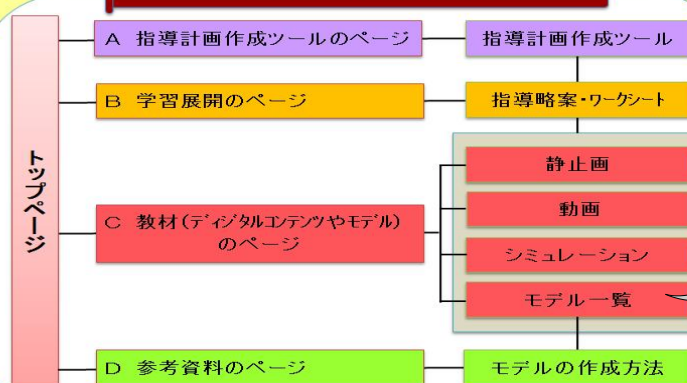 トップページ
A 指導計画作成ツールのページ
指導計画作成ツール
B 学習展開のページ
指導略案・ワークシート
C 教材(ディジタルコンテンツやモデル)
のページ
静止画
動画
シミュレーション
モデル一覧
D 参考資料のページ
モデルの作成方法